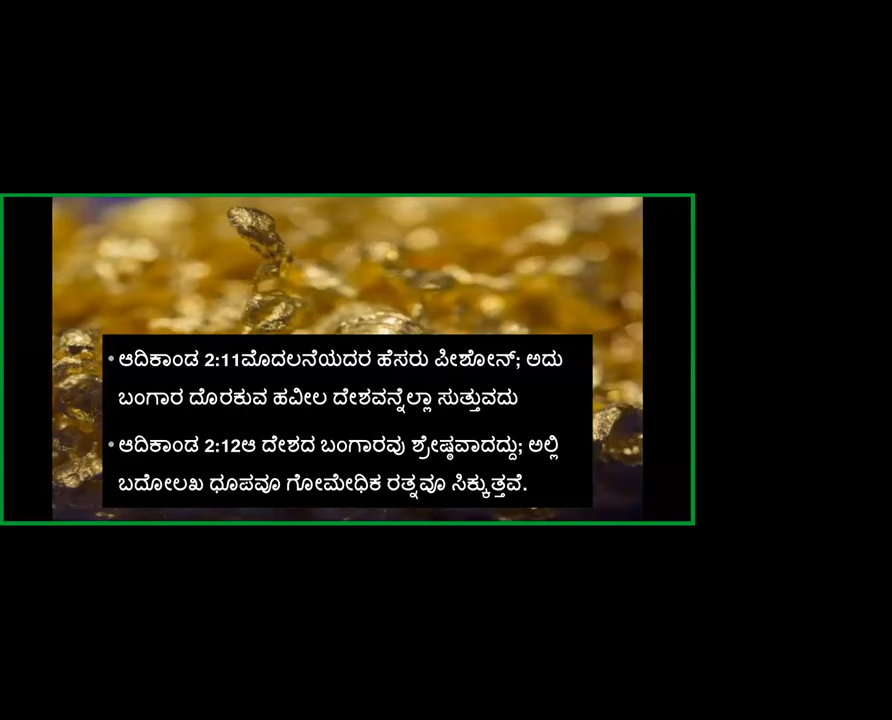 • ಆದಿಕಾಂಡ 2:11ಮೊದಲನೆಯದರ ಹೆಸರು ಪೀಶೋನ್; ಅದು
ಬಂಗಾರ ದೊರಕುವ ಹವೀಲ ದೇಶವನ್ನೆಲ್ಲಾ ಸುತ್ತುವದು
• ಆದಿಕಾಂಡ 2:12ಆ ದೇಶದ ಬಂಗಾರವು ಶ್ರೇಷ್ಠವಾದದ್ದು; ಅಲ್ಲಿ
ಬದೋಲಖ ಧೂಪವೂ ಗೋಮೇಧಿಕ ರತ್ನವೂ ಸಿಕ್ಕುತ್ತವೆ.